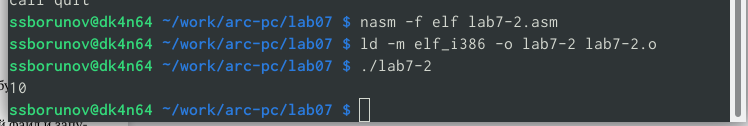 call quit
ssborunov@dk4n64 ~/work/arc-pc/lab07 $ nasm -f elf lab7-2.asm
ssborunov@dk4n64 ~/work/arc-pc/lab07 $ ld -m elf_i386 -o lab7-2 lab7-2.o
ssborunov@dk4n64 ~/work/arc-pc/lab07 $ ./lab7-2
10
ssborunov@dk4n64 ~/work/arc-pc/lab07 $